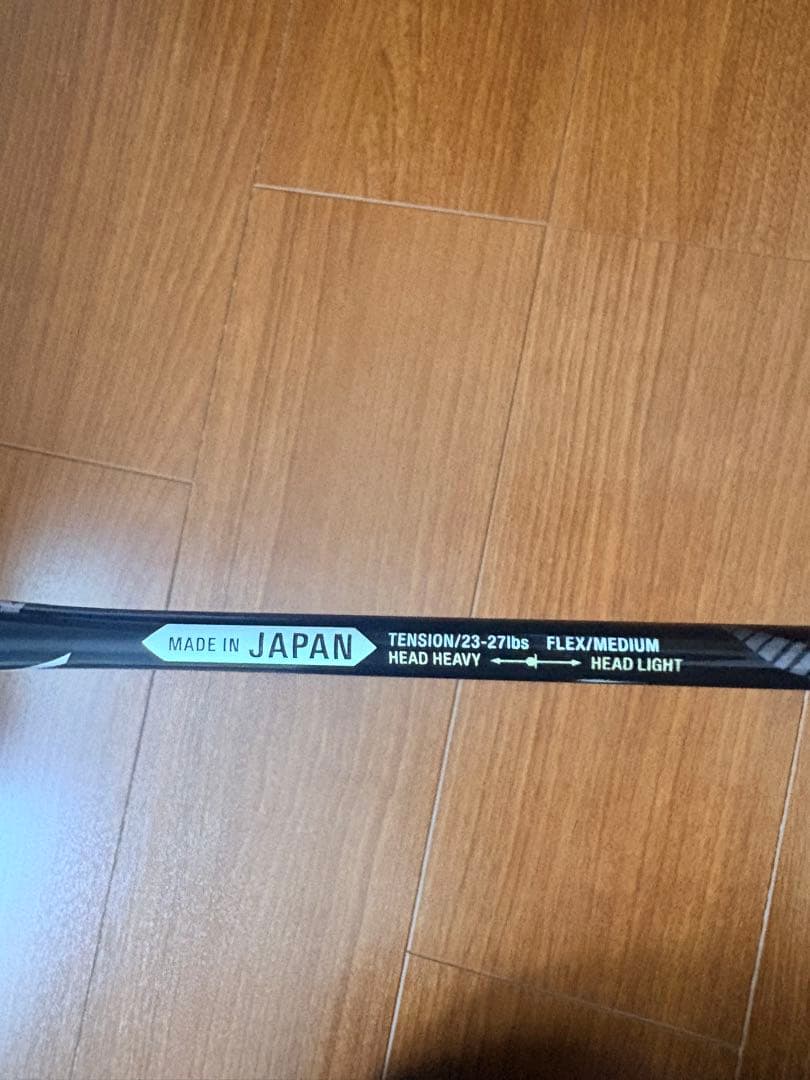 MADE IN JAPAN
TENSION/23-27lbs FLEX/MEDIUM
HEAD HEAVY HEAD LIGHT